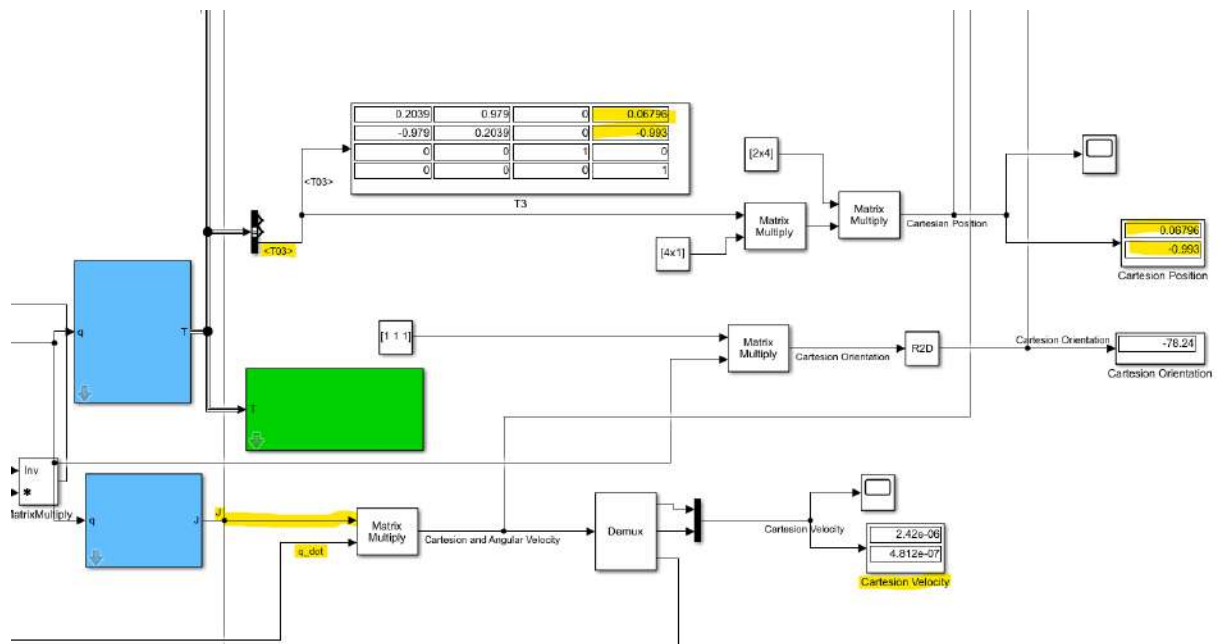 0.2039 0.979 0 0.06796
-0.979 0.2039 0 -0.993
0 0 1 0
0 0 0 1
<T03>
T3
[2x4]
Matrix Multiply
Matrix Multiply
Cartesian Position
<T03>
[4x1]
0.06796
-0.993
Cartesion Position
q
T
[1 1 1]
Matrix Multiply
Cartesion Orientation
R2D
Cartesion Orientation
-78.24
Cartesion Orientation
T
Inv
*
MatrixMultiply
q
J
J
q_dot
Matrix Multiply
Cartesion and Angular Velocity
Demux
Cartesion Velocity
2.42e-06
4.812e-07
Cartesion Velocity